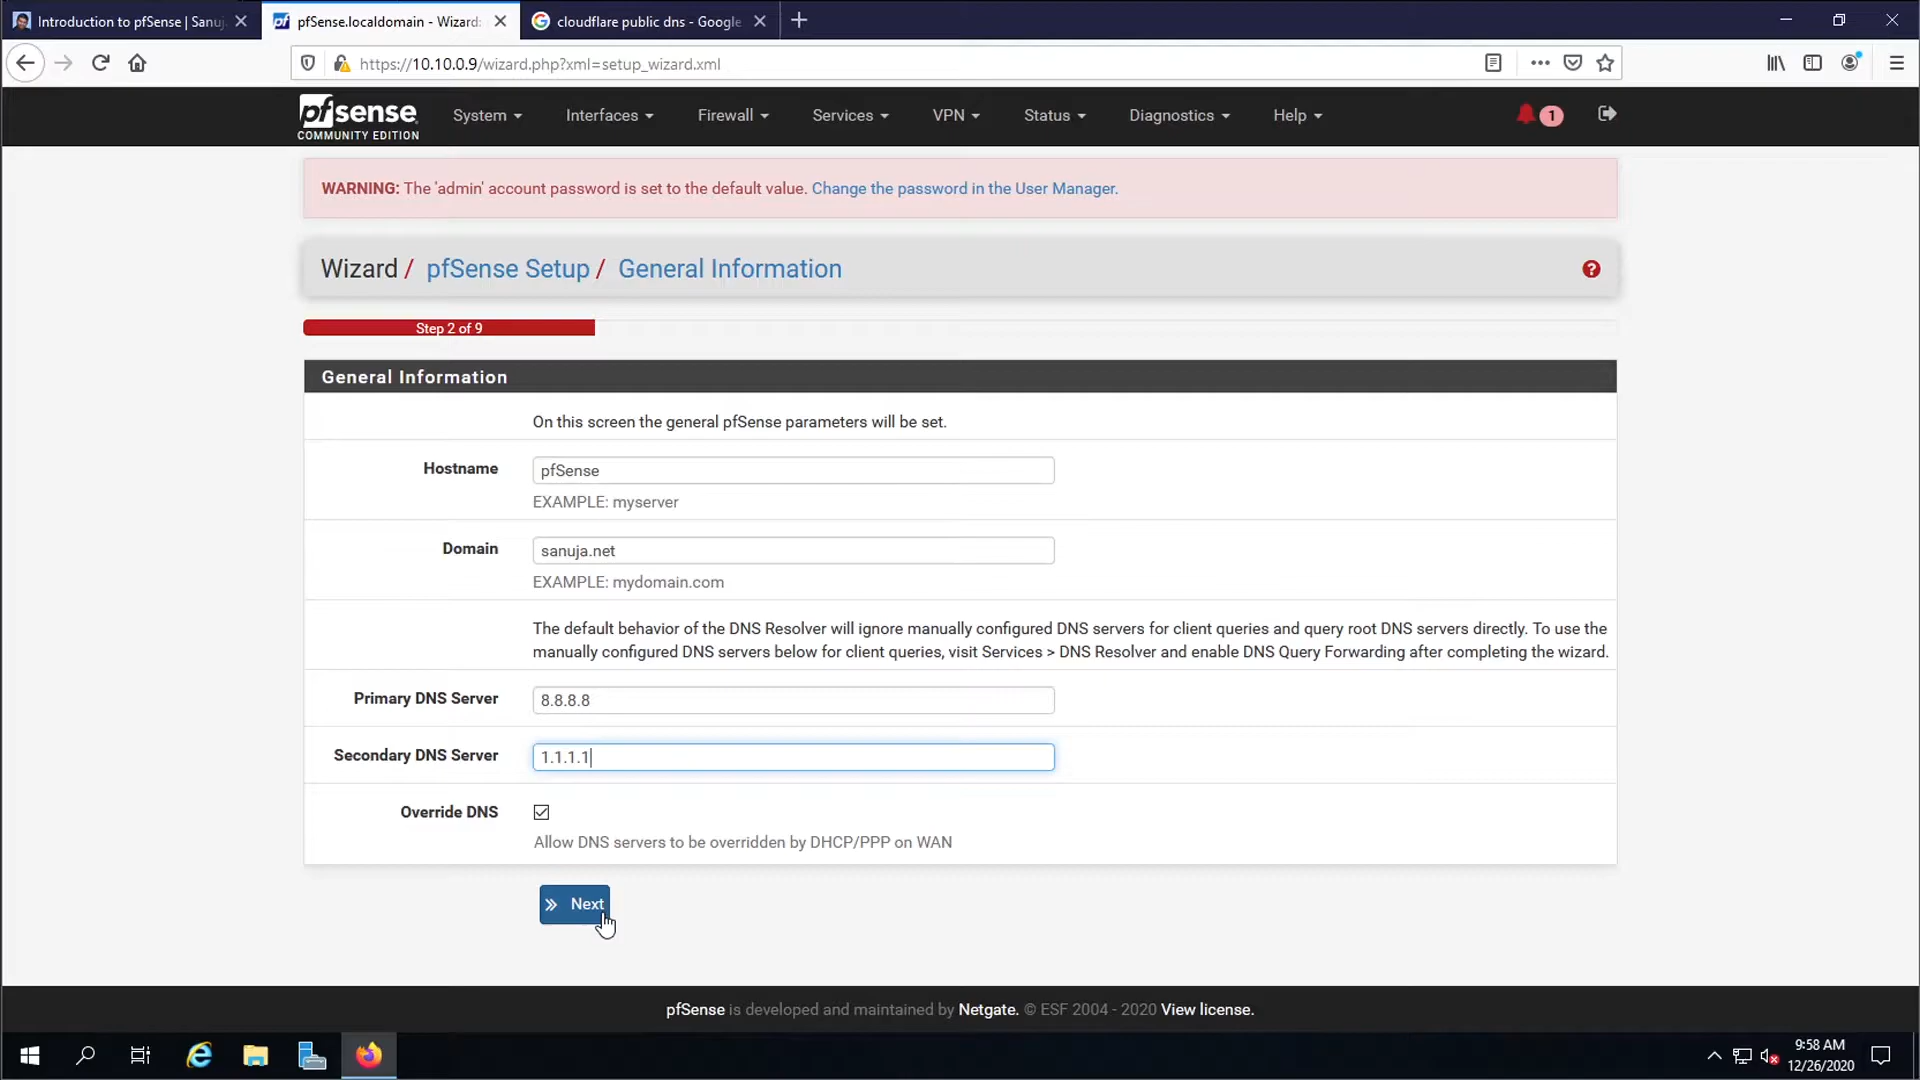 Introduction to pfSense | Sanuj
pfSense.localdomain - Wizard:
cloudflare public dns - Google
https://10.10.0.9/wizard.php?xml=setup_wizard.xml
pfsense
COMMUNITY EDITION
System
Interfaces
Firewall
Services
VPN
Status
Diagnostics
Help
1
WARNING: The 'admin' account password is set to the default value. Change the password in the User Manager.
Wizard / pfSense Setup / General Information
?
Step 2 of 9
General Information
On this screen the general pfSense parameters will be set.
Hostname
pfSense
EXAMPLE: myserver
Domain
sanuja.net
EXAMPLE: mydomain.com
The default behavior of the DNS Resolver will ignore manually configured DNS servers for client queries and query root DNS servers directly. To use the
manually configured DNS servers below for client queries, visit Services > DNS Resolver and enable DNS Query Forwarding after completing the wizard.
Primary DNS Server
8.8.8.8
Secondary DNS Server
1.1.1.1
Override DNS
Allow DNS servers to be overridden by DHCP/PPP on WAN
Next
pfSense is developed and maintained by Netgate. © ESF 2004 - 2020 View license.
9:58 AM
12/26/2020